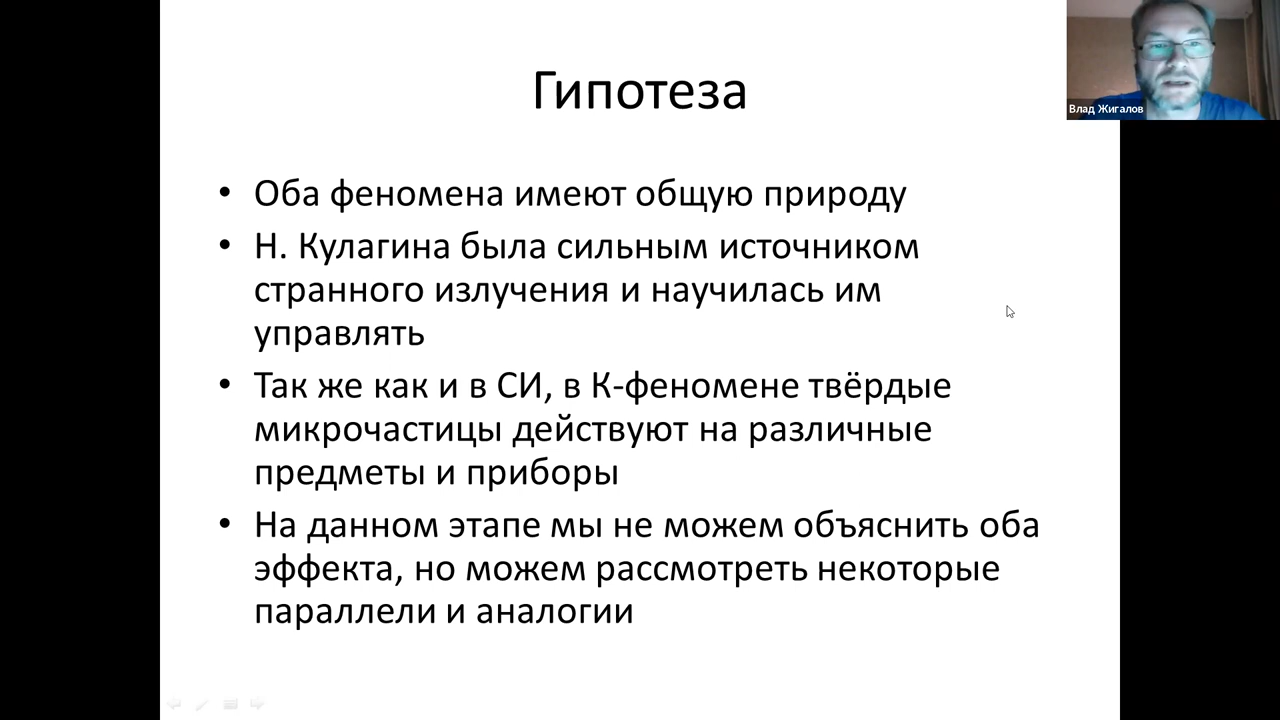 Гипотеза
Влад Жигалов
• Оба феномена имеют общую природу
• Н. Кулагина была сильным источником
странного излучения и научилась им
управлять
• Так же как и в СИ, в К-феномене твёрдые
микрочастицы действуют на различные
предметы и приборы
• На данном этапе мы не можем объяснить оба
эффекта, но можем рассмотреть некоторые
параллели и аналогии